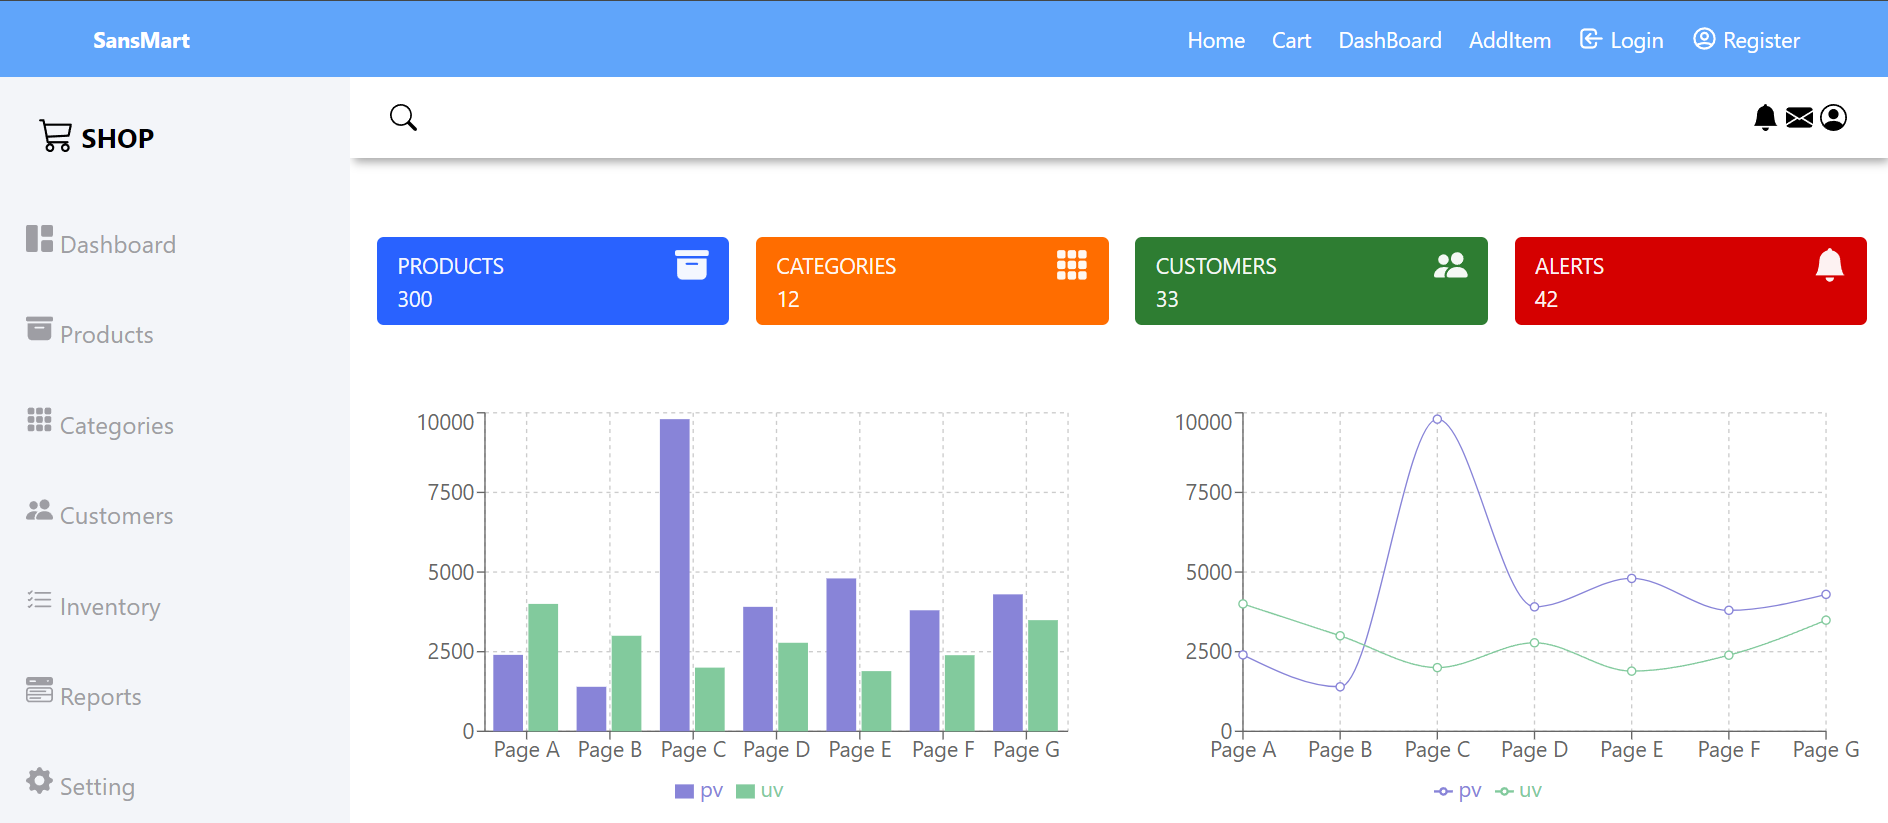 SansMart
Home Cart DashBoard AddItem Login Register
SHOP
Dashboard
Products
Categories
Customers
Inventory
Reports
Setting
PRODUCTS
300
CATEGORIES
12
CUSTOMERS
33
ALERTS
42
10000
7500
5000
2500
0
Page A Page B Page C Page D Page E Page F Page G
pv uv
10000
7500
5000
2500
0
Page A Page B Page C Page D Page E Page F Page G
pv uv